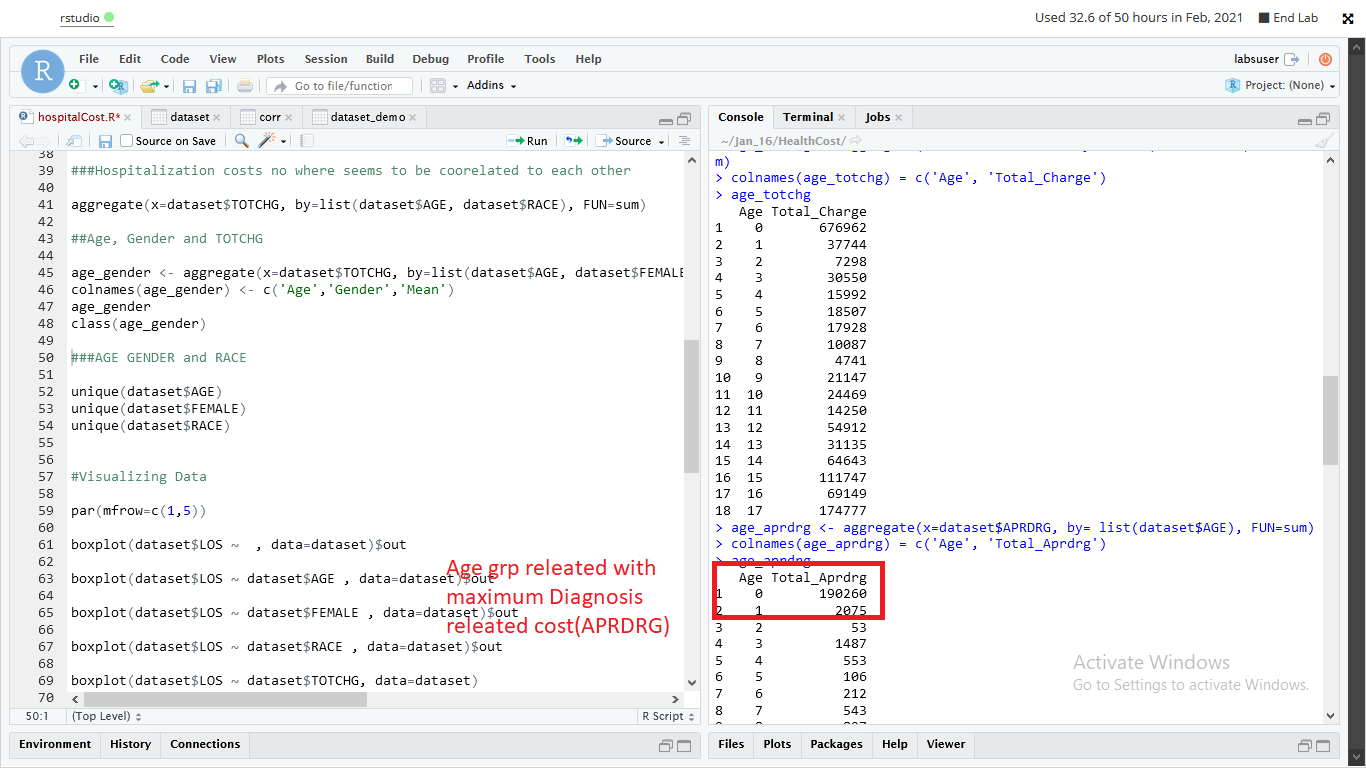 rstudio
Used 32.6 of 50 hours in Feb, 2021
End Lab
R
File Edit Code View Plots Session Build Debug Profile Tools Help
labsuser
Go to file/function
Addins
Project: (None)
hospitalCost.R*
dataset
corr
dataset_demo
Source on Save
Run
Source
38
39 ###Hospitalization costs no where seems to be coorelated to each other
40
41 aggregate(x=dataset$TOTCHG, by=list(dataset$AGE, dataset$RACE), FUN=sum)
42
43 ##Age, Gender and TOTCHG
44
45 age_gender <- aggregate(x=dataset$TOTCHG, by=list(dataset$AGE, dataset$FEMALE
46 colnames(age_gender) <- c('Age','Gender','Mean')
47 age_gender
48 class(age_gender)
49
50 ###AGE GENDER and RACE
51
52 unique(dataset$AGE)
53 unique(dataset$FEMALE)
54 unique(dataset$RACE)
55
56
57 #Visualizing Data
58
59 par(mfrow=c(1,5))
60
61 boxplot(dataset$LOS ~  , data=dataset)$out
62
63 boxplot(dataset$LOS ~ dataset$AGE , data=dataset)$out
64
65 boxplot(dataset$LOS ~ dataset$FEMALE , data=dataset)$out
66
67 boxplot(dataset$LOS ~ dataset$RACE , data=dataset)$out
68
69 boxplot(dataset$LOS ~ dataset$TOTCHG, data=dataset)
70
Age grp releated with
maximum Diagnosis
releated cost(APRDRG)
50:1 (Top Level) R Script
Environment History Connections
Console Terminal Jobs
~/Jan_16/HealthCost/
m)
> colnames(age_totchg) = c('Age', 'Total_Charge')
> age_totchg
Age Total_Charge
1 0 676962
2 1 37744
3 2 7298
4 3 30550
5 4 15992
6 5 18507
7 6 17928
8 7 10087
9 8 4741
10 9 21147
11 10 24469
12 11 14250
13 12 54912
14 13 31135
15 14 64643
16 15 111747
17 16 69149
18 17 174777
> age_aprdrg <- aggregate(x=dataset$APRDRG, by= list(dataset$AGE), FUN=sum)
> colnames(age_aprdrg) = c('Age', 'Total_Aprdrg')
> age_aprdrg
Age Total_Aprdrg
1 0 190260
2 1 2075
3 2 53
4 3 1487
5 4 553
6 5 106
7 6 212
8 7 543
Activate Windows
Go to Settings to activate Windows.
Files Plots Packages Help Viewer